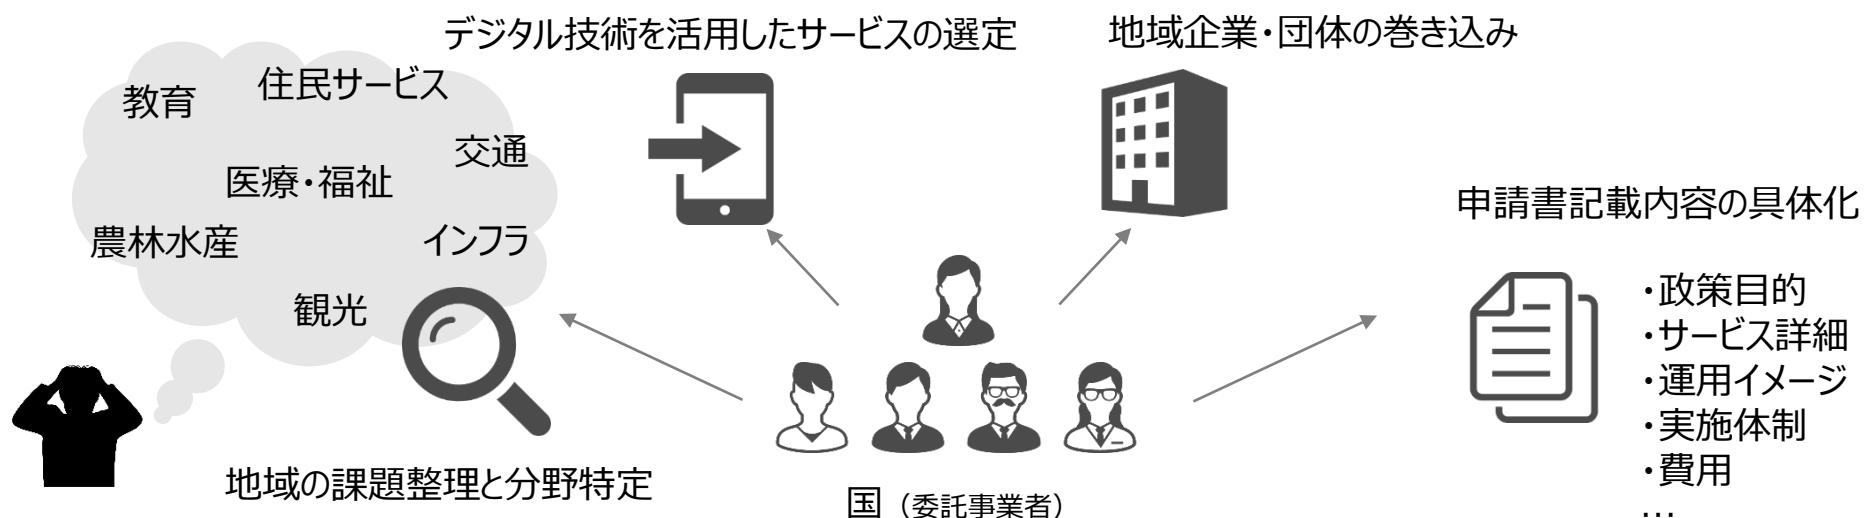 デジタル技術を活用したサービスの選定
地域企業・団体の巻き込み
教育
住民サービス
交通
医療・福祉
農林水産
インフラ
観光
地域の課題整理と分野特定
国（委託事業者）
申請書記載内容の具体化
・政策目的
・サービス詳細
・運用イメージ
・実施体制
・費用
…